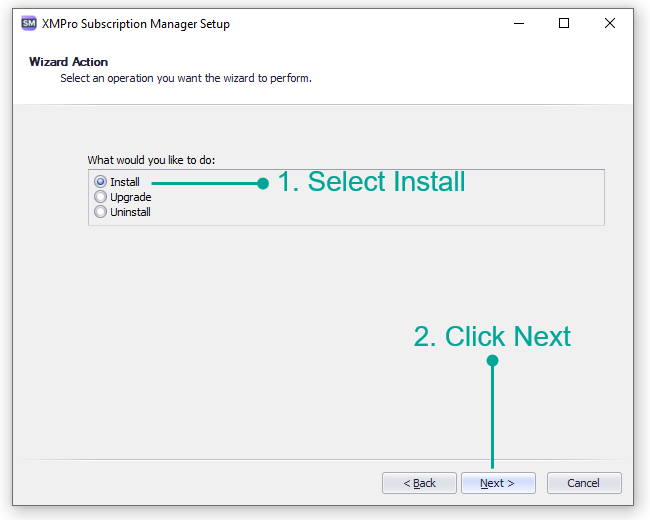 SM XMPro Subscription Manager Setup
Wizard Action
Select an operation you want the wizard to perform.
What would you like to do:
Install
1. Select Install
Upgrade
Uninstall
2. Click Next
< Back
Next >
Cancel